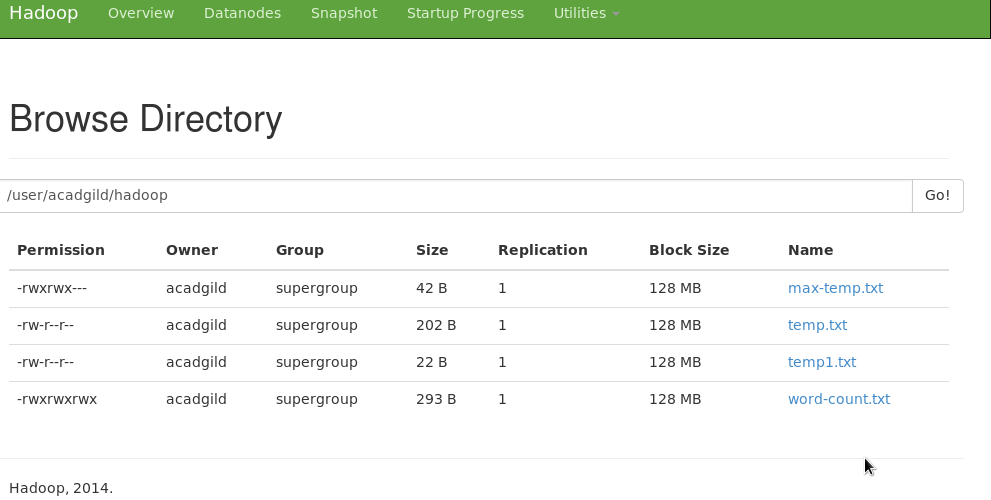 Hadoop Overview Datanodes Snapshot Startup Progress Utilities
Browse Directory
/user/acadgild/hadoop Go!
Permission Owner Group Size Replication Block Size Name
-rwxrwx--- acadgild supergroup 42 B 1 128 MB max-temp.txt
-rw-r--r-- acadgild supergroup 202 B 1 128 MB temp.txt
-rw-r--r-- acadgild supergroup 22 B 1 128 MB temp1.txt
-rwxrwxrwx acadgild supergroup 293 B 1 128 MB word-count.txt
Hadoop, 2014.